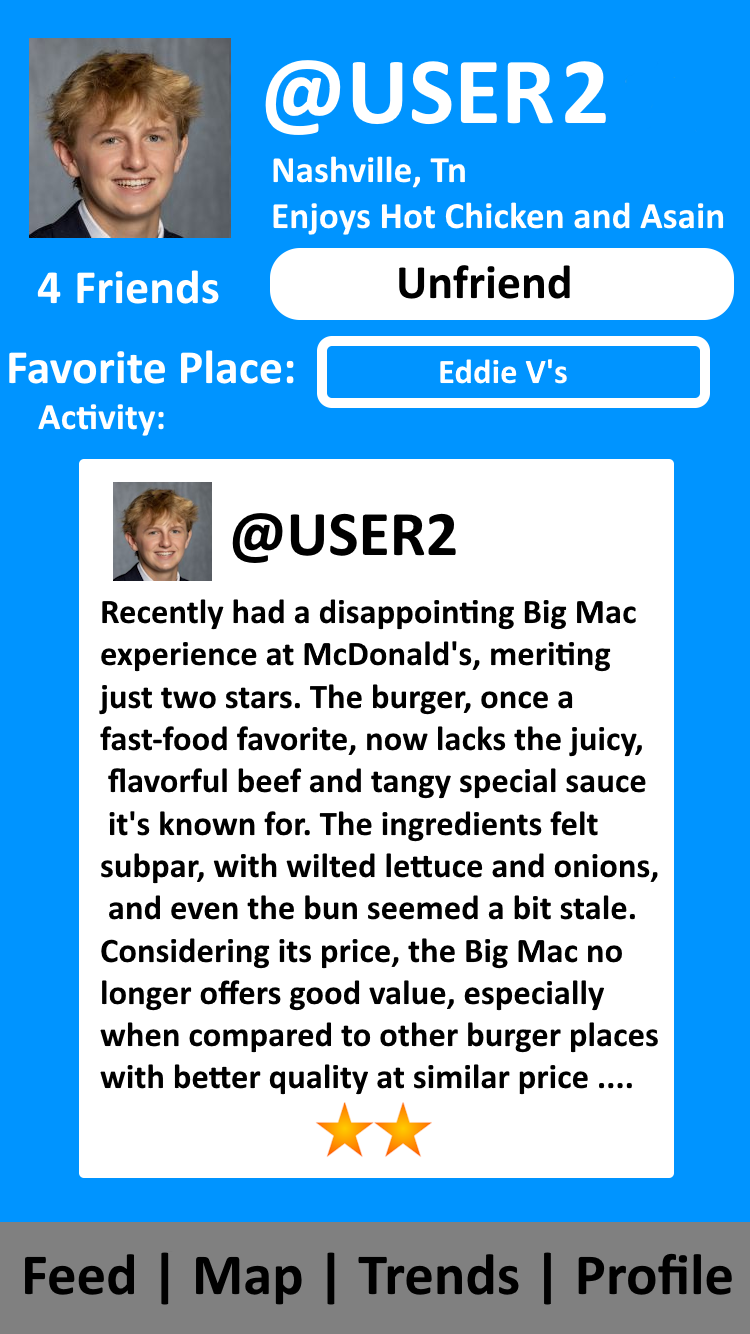 @USER2
Nashville, Tn
Enjoys Hot Chicken and Asain
4 Friends
Unfriend
Favorite Place:
Eddie V's
Activity:
@USER2
Recently had a disappointing Big Mac
experience at McDonald's, meriting
just two stars. The burger, once a
fast-food favorite, now lacks the juicy,
flavorful beef and tangy special sauce
it's known for. The ingredients felt
subpar, with wilted lettuce and onions,
and even the bun seemed a bit stale.
Considering its price, the Big Mac no
longer offers good value, especially
when compared to other burger places
with better quality at similar price ....
Feed | Map | Trends | Profile